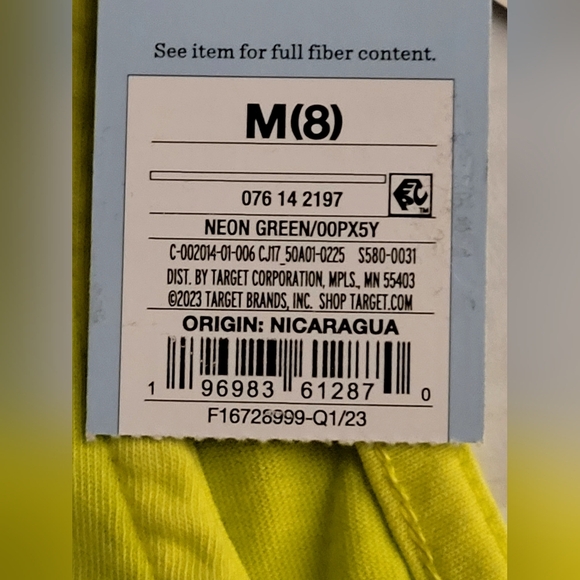 See item for full fiber content.
M(8)
076 14 2197
TM
NEON GREEN/00PX5Y
C-002014-01-006 CJ17_50A01-0225 S580-0031
DIST. BY TARGET CORPORATION, MPLS., MN 55403
©2023 TARGET BRANDS, INC. SHOP TARGET.COM
ORIGIN: NICARAGUA
1 96983 61287 0
F16728999-Q1/23